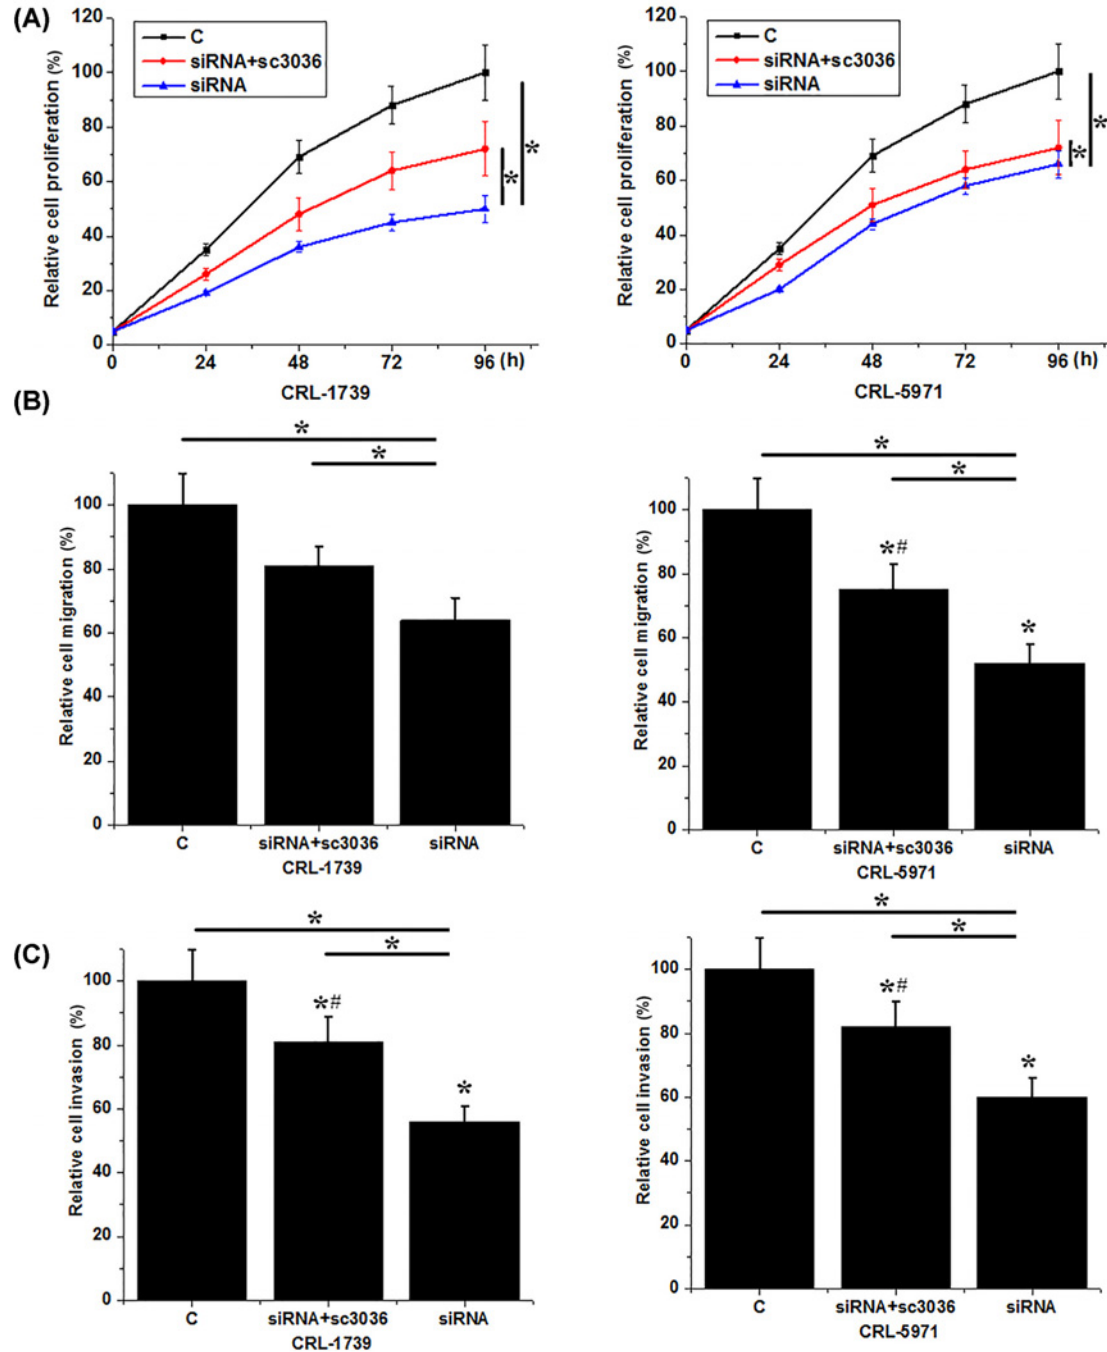 (A)
Relative cell proliferation (%)
120
100
80
60
40
20
0
C
siRNA+sc3036
siRNA
*
*
0 24 48 72 96 (h)
CRL-1739
Relative cell proliferation (%)
120
100
80
60
40
20
0
C
siRNA+sc3036
siRNA
*
*
0 24 48 72 96 (h)
CRL-5971
(B)
Relative cell migration (%)
100
80
60
40
20
0
*
*
C siRNA+sc3036 siRNA
CRL-1739
Relative cell migration (%)
100
80
60
40
20
0
*
*
*#
*
C siRNA+sc3036 siRNA
CRL-5971
(C)
Relative cell invasion (%)
100
80
60
40
20
0
*
*
*#
*
C siRNA+sc3036 siRNA
CRL-1739
Relative cell invasion (%)
100
80
60
40
20
0
*
*
*#
*
C siRNA+sc3036 siRNA
CRL-5971